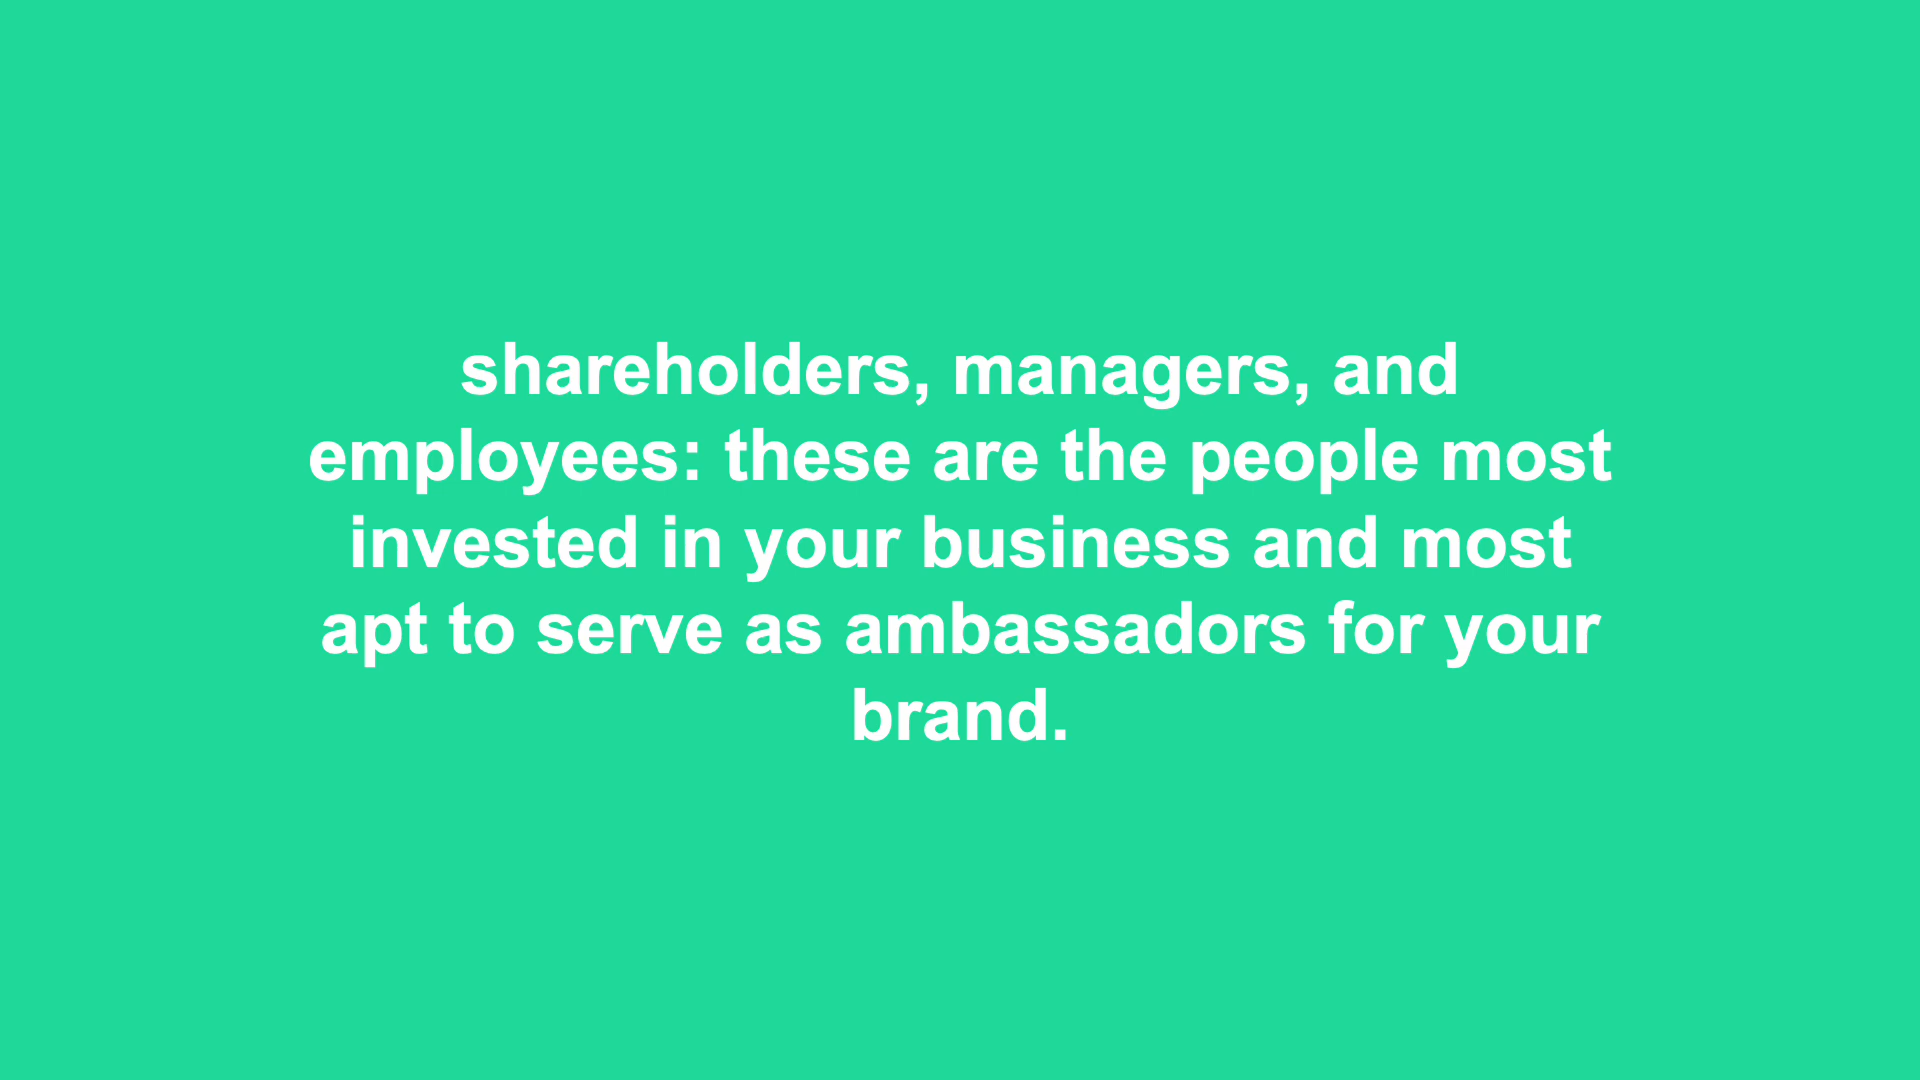 shareholders, managers, and
employees: these are the people most
invested in your business and most
apt to serve as ambassadors for your
brand.